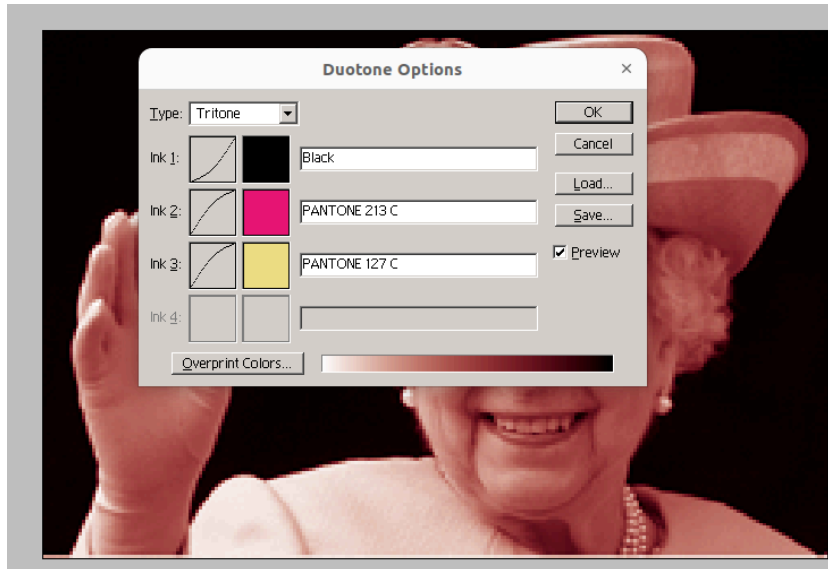 Duotone Options
Type: Tritone
OK
Cancel
Load...
Save...
Preview
Ink 1: Black
Ink 2: PANTONE 213 C
Ink 3: PANTONE 127 C
Ink 4:
Overprint Colors...